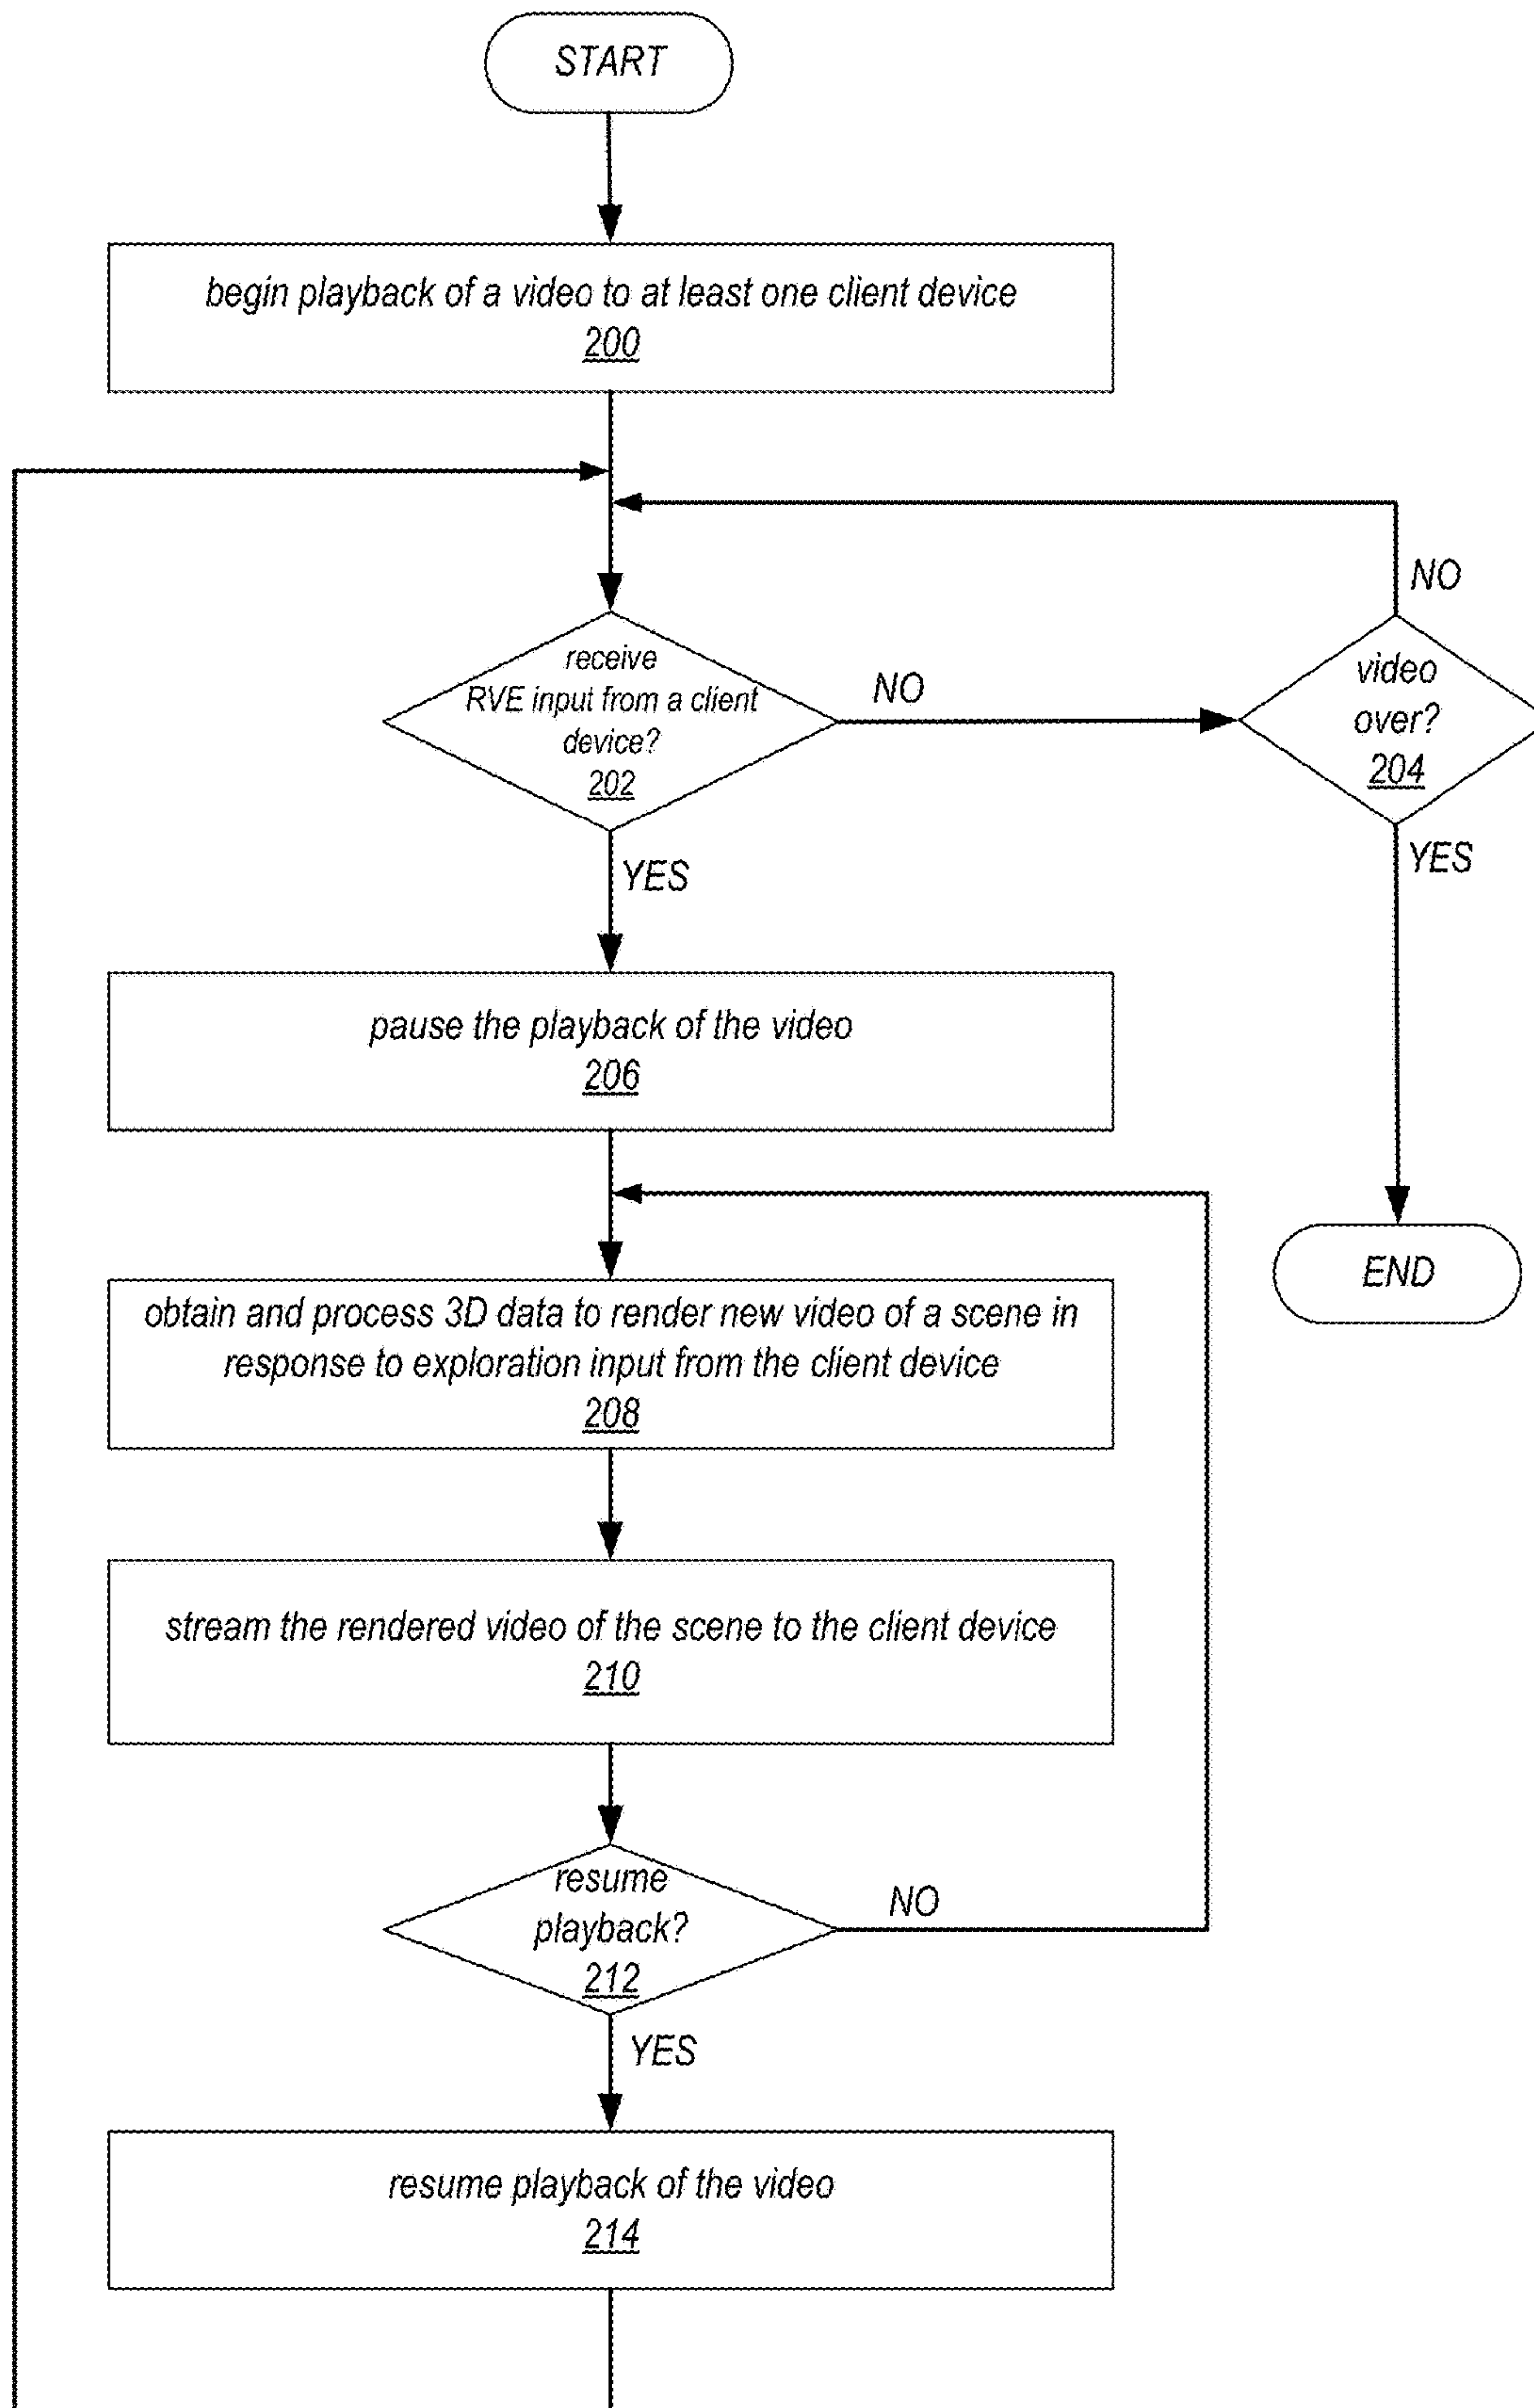 START
begin playback of a video to at least one client device
200
NO
receive
RVE input from a client
device?
202
NO
video
over?
204
YES
YES
pause the playback of the video
206
END
obtain and process 3D data to render new video of a scene in
response to exploration input from the client device
208
stream the rendered video of the scene to the client device
210
resume
playback?
212
NO
YES
resume playback of the video
214